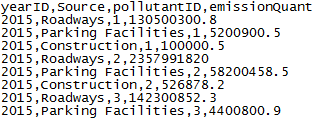 yearID,Source,pollutantID,emissionQuant
2015,Roadways,1,130500300.8
2015,Parking Facilities,1,5200900.5
2015,Construction,1,100000.5
2015,Roadways,2,2357991820
2015,Parking Facilities,2,58200458.5
2015,Construction,2,526878.2
2015,Roadways,3,142300852.3
2015,Parking Facilities,3,4400800.9